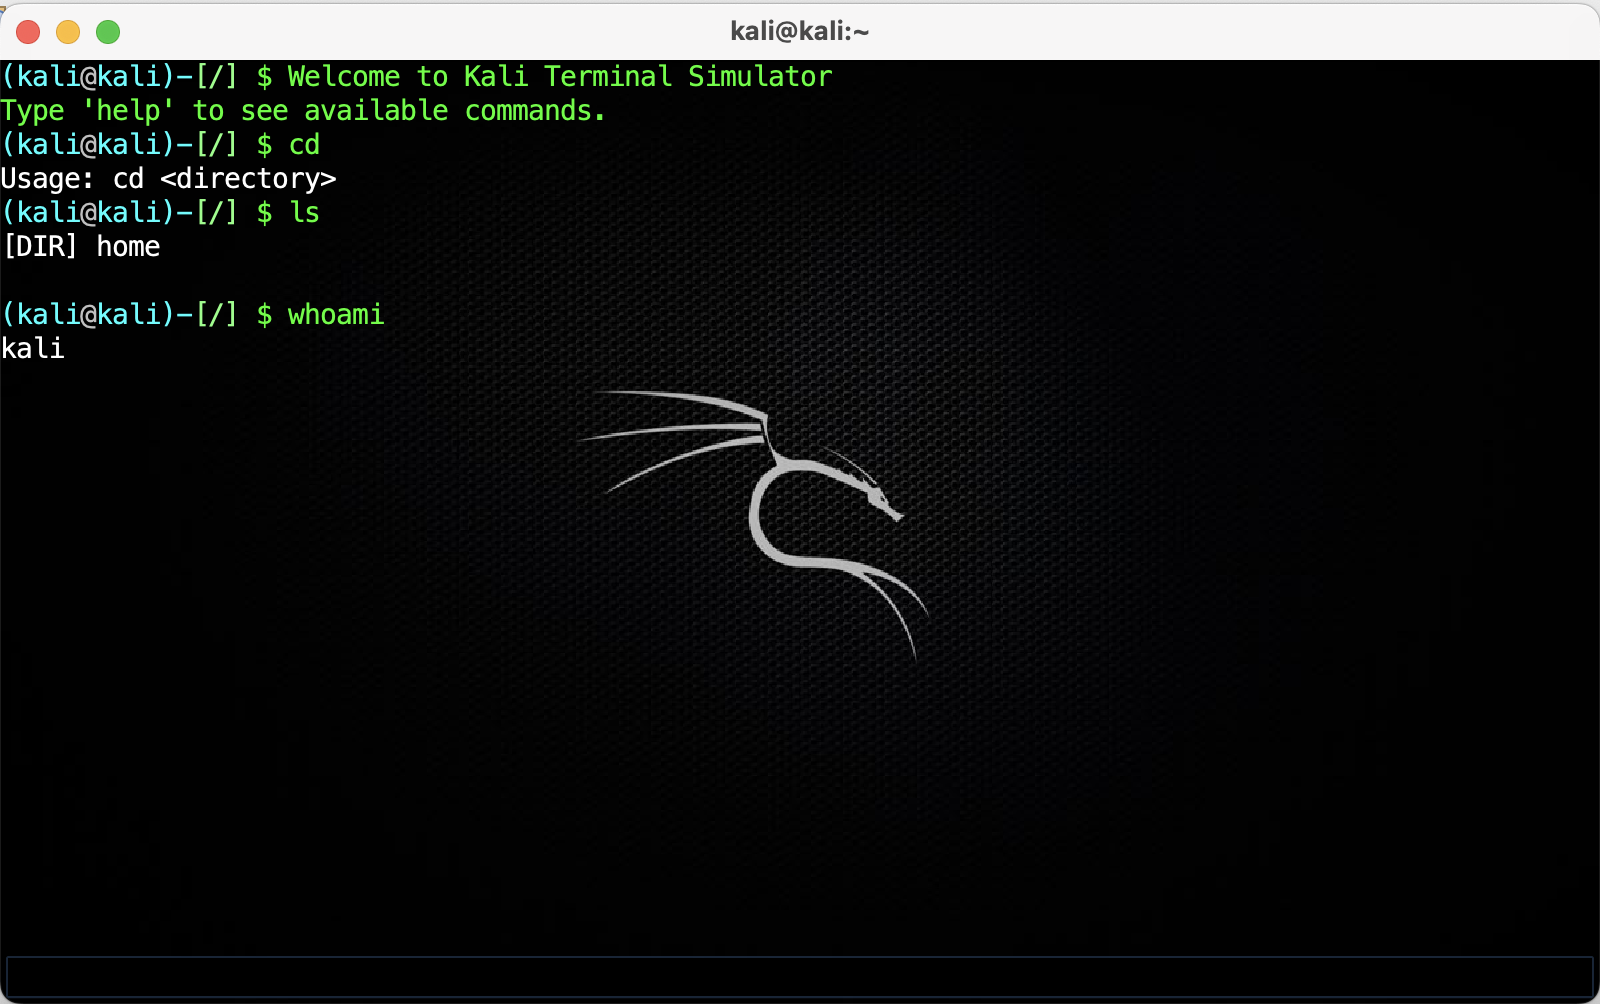 kali@kali:~
(kali@kali)-[/] $ Welcome to Kali Terminal Simulator
Type 'help' to see available commands.
(kali@kali)-[/] $ cd
Usage: cd <directory>
(kali@kali)-[/] $ ls
[DIR] home
(kali@kali)-[/] $ whoami
kali